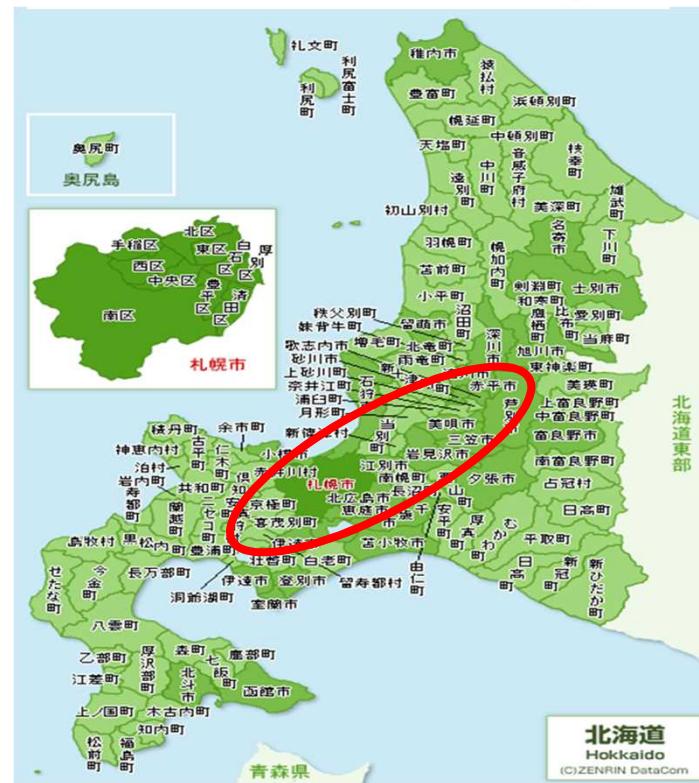 礼文町
利尻富士町
利尻町
稚内市
猿払村
豊富町
浜頓別町
幌延町
中頓別町
天塩町
音威子府村
枝幸町
中川町
遠別町
雄武町
初山別村
美深町
名寄市
下川町
羽幌町
幌加内町
苫前町
士別市
剣淵町
和寒町
小平町
沼田町
鷹栖町
比布町
愛別町
当麻町
秩父別町
妹背牛町
留萌市
深川市
旭川市
増毛町
北竜町
歌志内市
雨竜町
東神楽町
砂川市
上砂川町
赤平市
美瑛町
奈井江町
石狩市
浦臼町
月形町
芦別市
上富良野町
中富良野町
新篠津村
当別町
美唄市
三笠市
富良野市
岩見沢市
南富良野町
積丹町
余市町
古平町
仁木町
小樽市
神恵内村
泊村
岩内町
共和町
赤井川村
札幌市
江別市
南幌町
夕張市
占冠村
寿都町
蘭越町
ニセコ町
倶知安
京極町
北広島市
長沼
恵庭市
喜茂別町
安平町
厚真町
むかわ町
平取町
日高町
島牧村
黒松内町
豊浦町
伊達市
壮瞥町
白老町
苫小牧市
由仁町
日高町
新冠町
新ひだか町
せたな町
今金町
長万部町
伊達市
登別市
留寿都村
洞爺湖町
室蘭市
八雲町
乙部町
厚沢部町
森町
七飯町
鹿部町
江差町
北斗市
函館市
上ノ国町
木古内町
知内町
松前町
福島町
奥尻町
奥尻島
北区
手稲区
東区
白石区
厚別区
西区
中央区
豊平区
清田区
南区
札幌市
北海道東部
青森県
北海道
Hokkaido
(C)ZENRIN DataCom